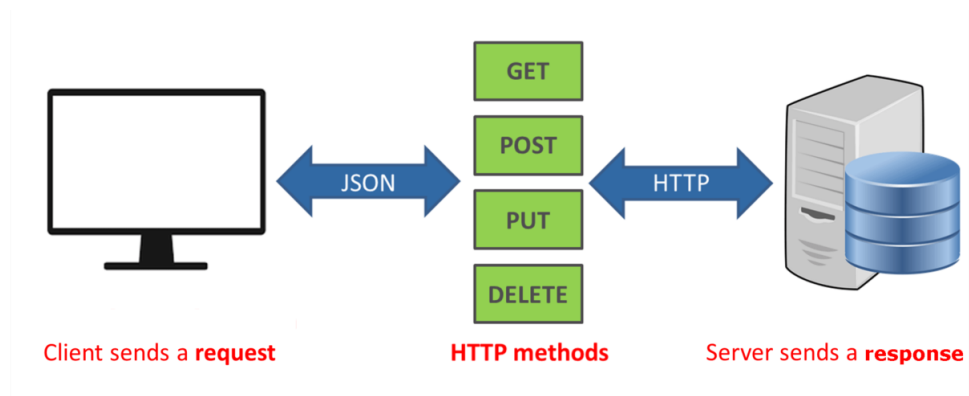 GET
POST
JSON
HTTP
PUT
DELETE
Client sends a request
HTTP methods
Server sends a response